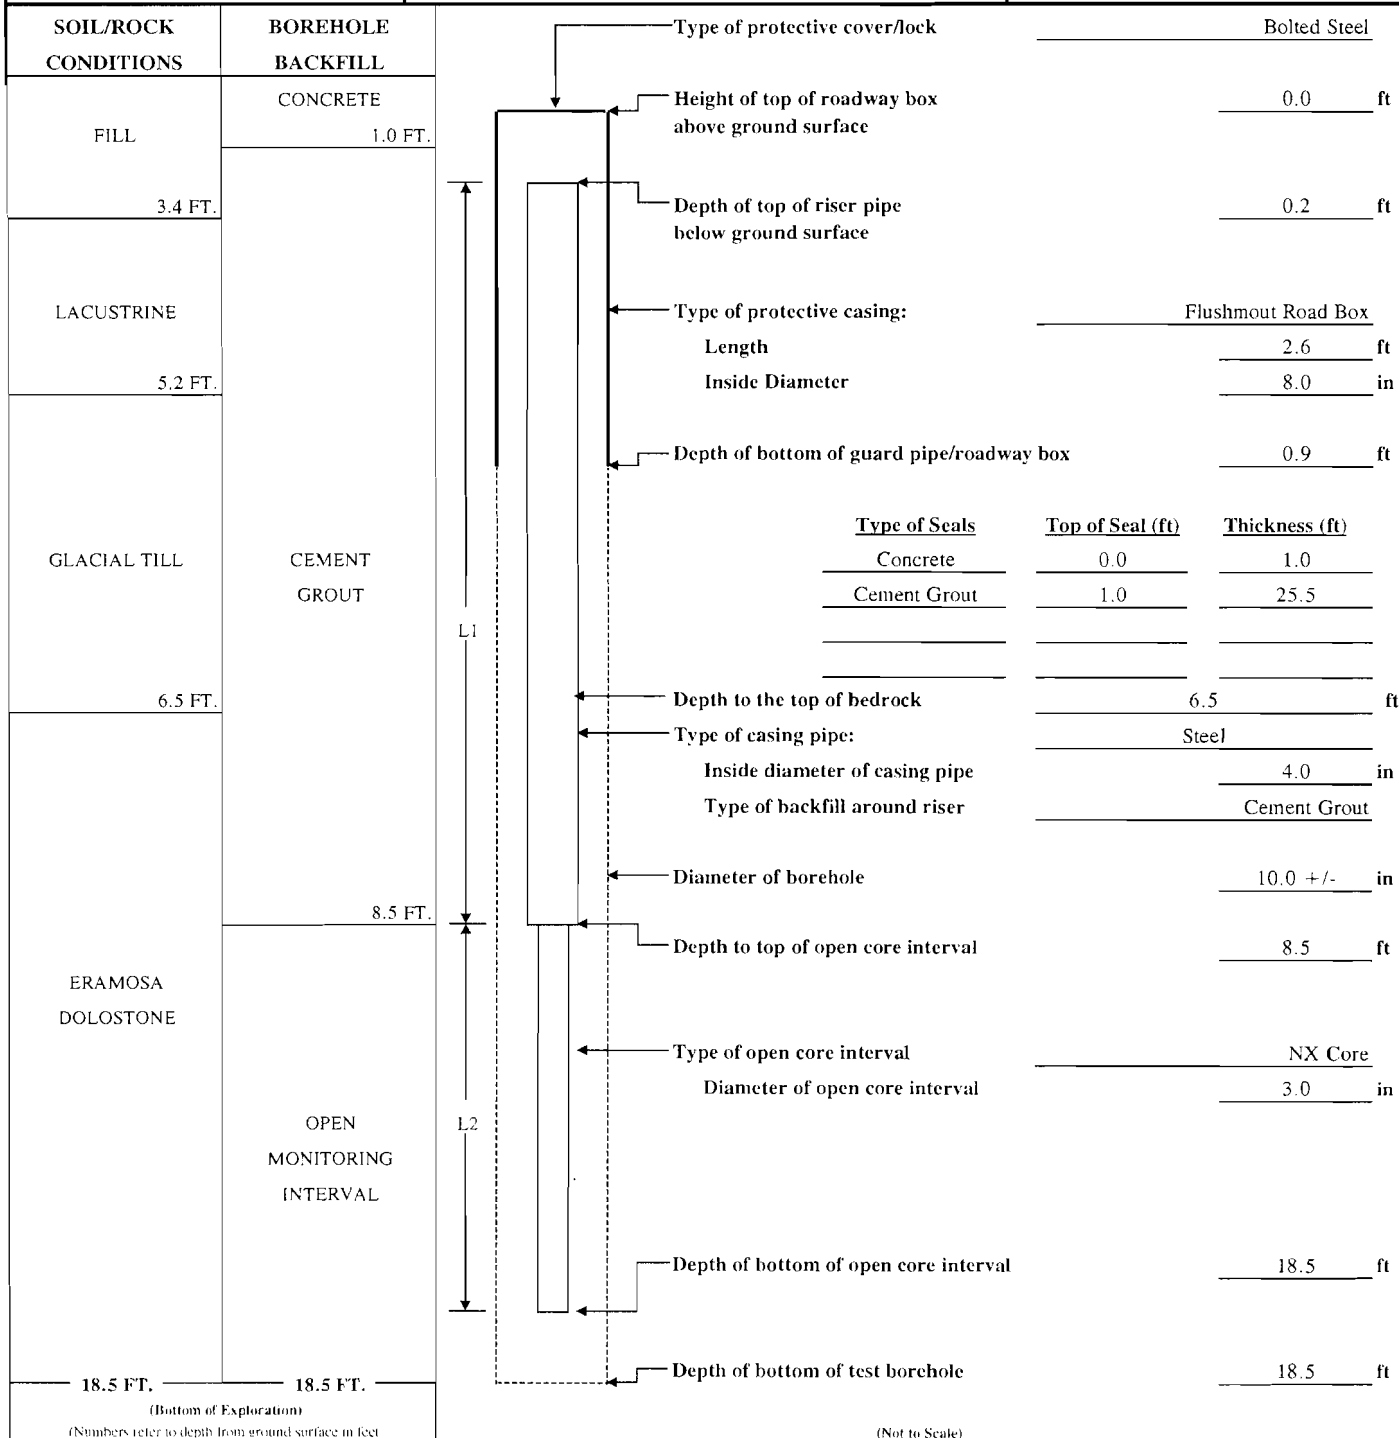 SOIL/ROCK
CONDITIONS
BOREHOLE
BACKFILL
FILL
3.4 FT.
LACUSTRINE
5.2 FT.
GLACIAL TILL
6.5 FT.
ERAMOSA
DOLOSTONE
18.5 FT.
CONCRETE
1.0 FT.
CEMENT
GROUT
8.5 FT.
OPEN
MONITORING
INTERVAL
18.5 FT.
(Bottom of Exploration)
(Numbers refer to depth from ground surface in feet
L1
L2
Type of protective cover/lock Bolted Steel
Height of top of roadway box 0.0 ft
above ground surface
Depth of top of riser pipe 0.2 ft
below ground surface
Type of protective casing: Flushmout Road Box
Length 2.6 ft
Inside Diameter 8.0 in
Depth of bottom of guard pipe/roadway box 0.9 ft
Type of Seals Top of Seal (ft) Thickness (ft)
Concrete 0.0 1.0
Cement Grout 1.0 25.5
Depth to the top of bedrock 6.5 ft
Type of casing pipe: Steel
Inside diameter of casing pipe 4.0 in
Type of backfill around riser Cement Grout
Diameter of borehole 10.0 +/- in
Depth to top of open core interval 8.5 ft
Type of open core interval NX Core
Diameter of open core interval 3.0 in
Depth of bottom of open core interval 18.5 ft
Depth of bottom of test borehole 18.5 ft
(Not to Scale)